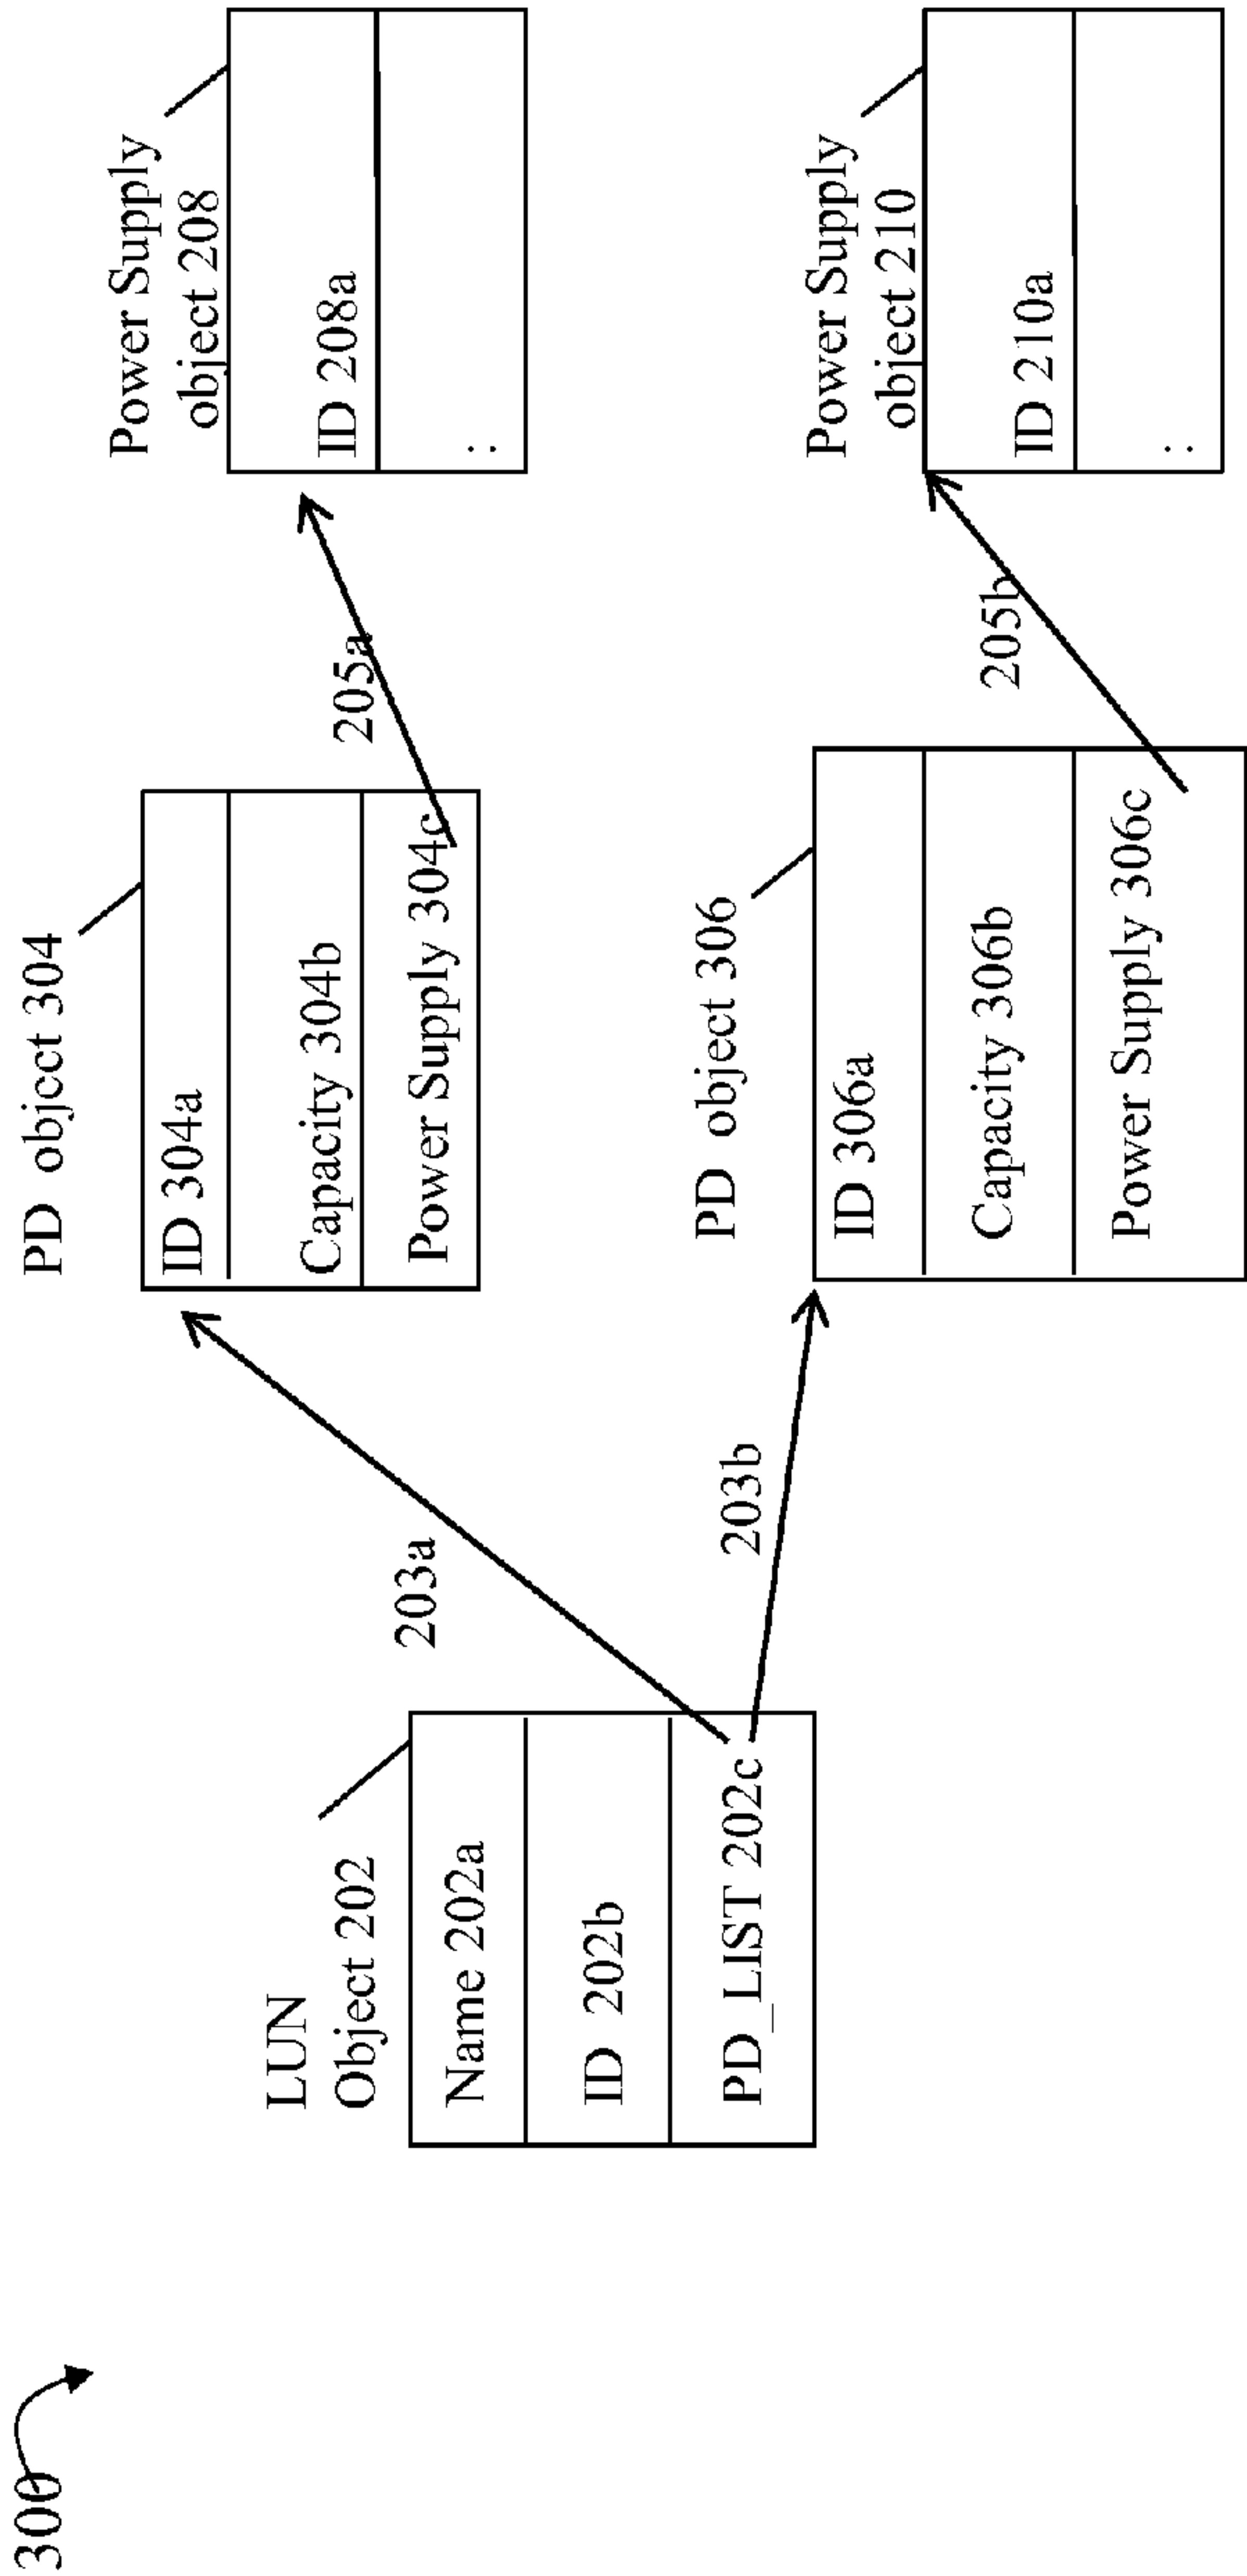 300
LUN
Object 202
Name 202a
ID 202b
PD_LIST 202c
203a
203b
PD objcct 304
ID 304a
Capacity 304b
Power Supply 304c
PD object 306
ID 306a
Capacity 306b
Power Supply 306c
205a
205b
Power Supply
object 208
ID 208a
:
Power Supply
object 210
ID 210a
: